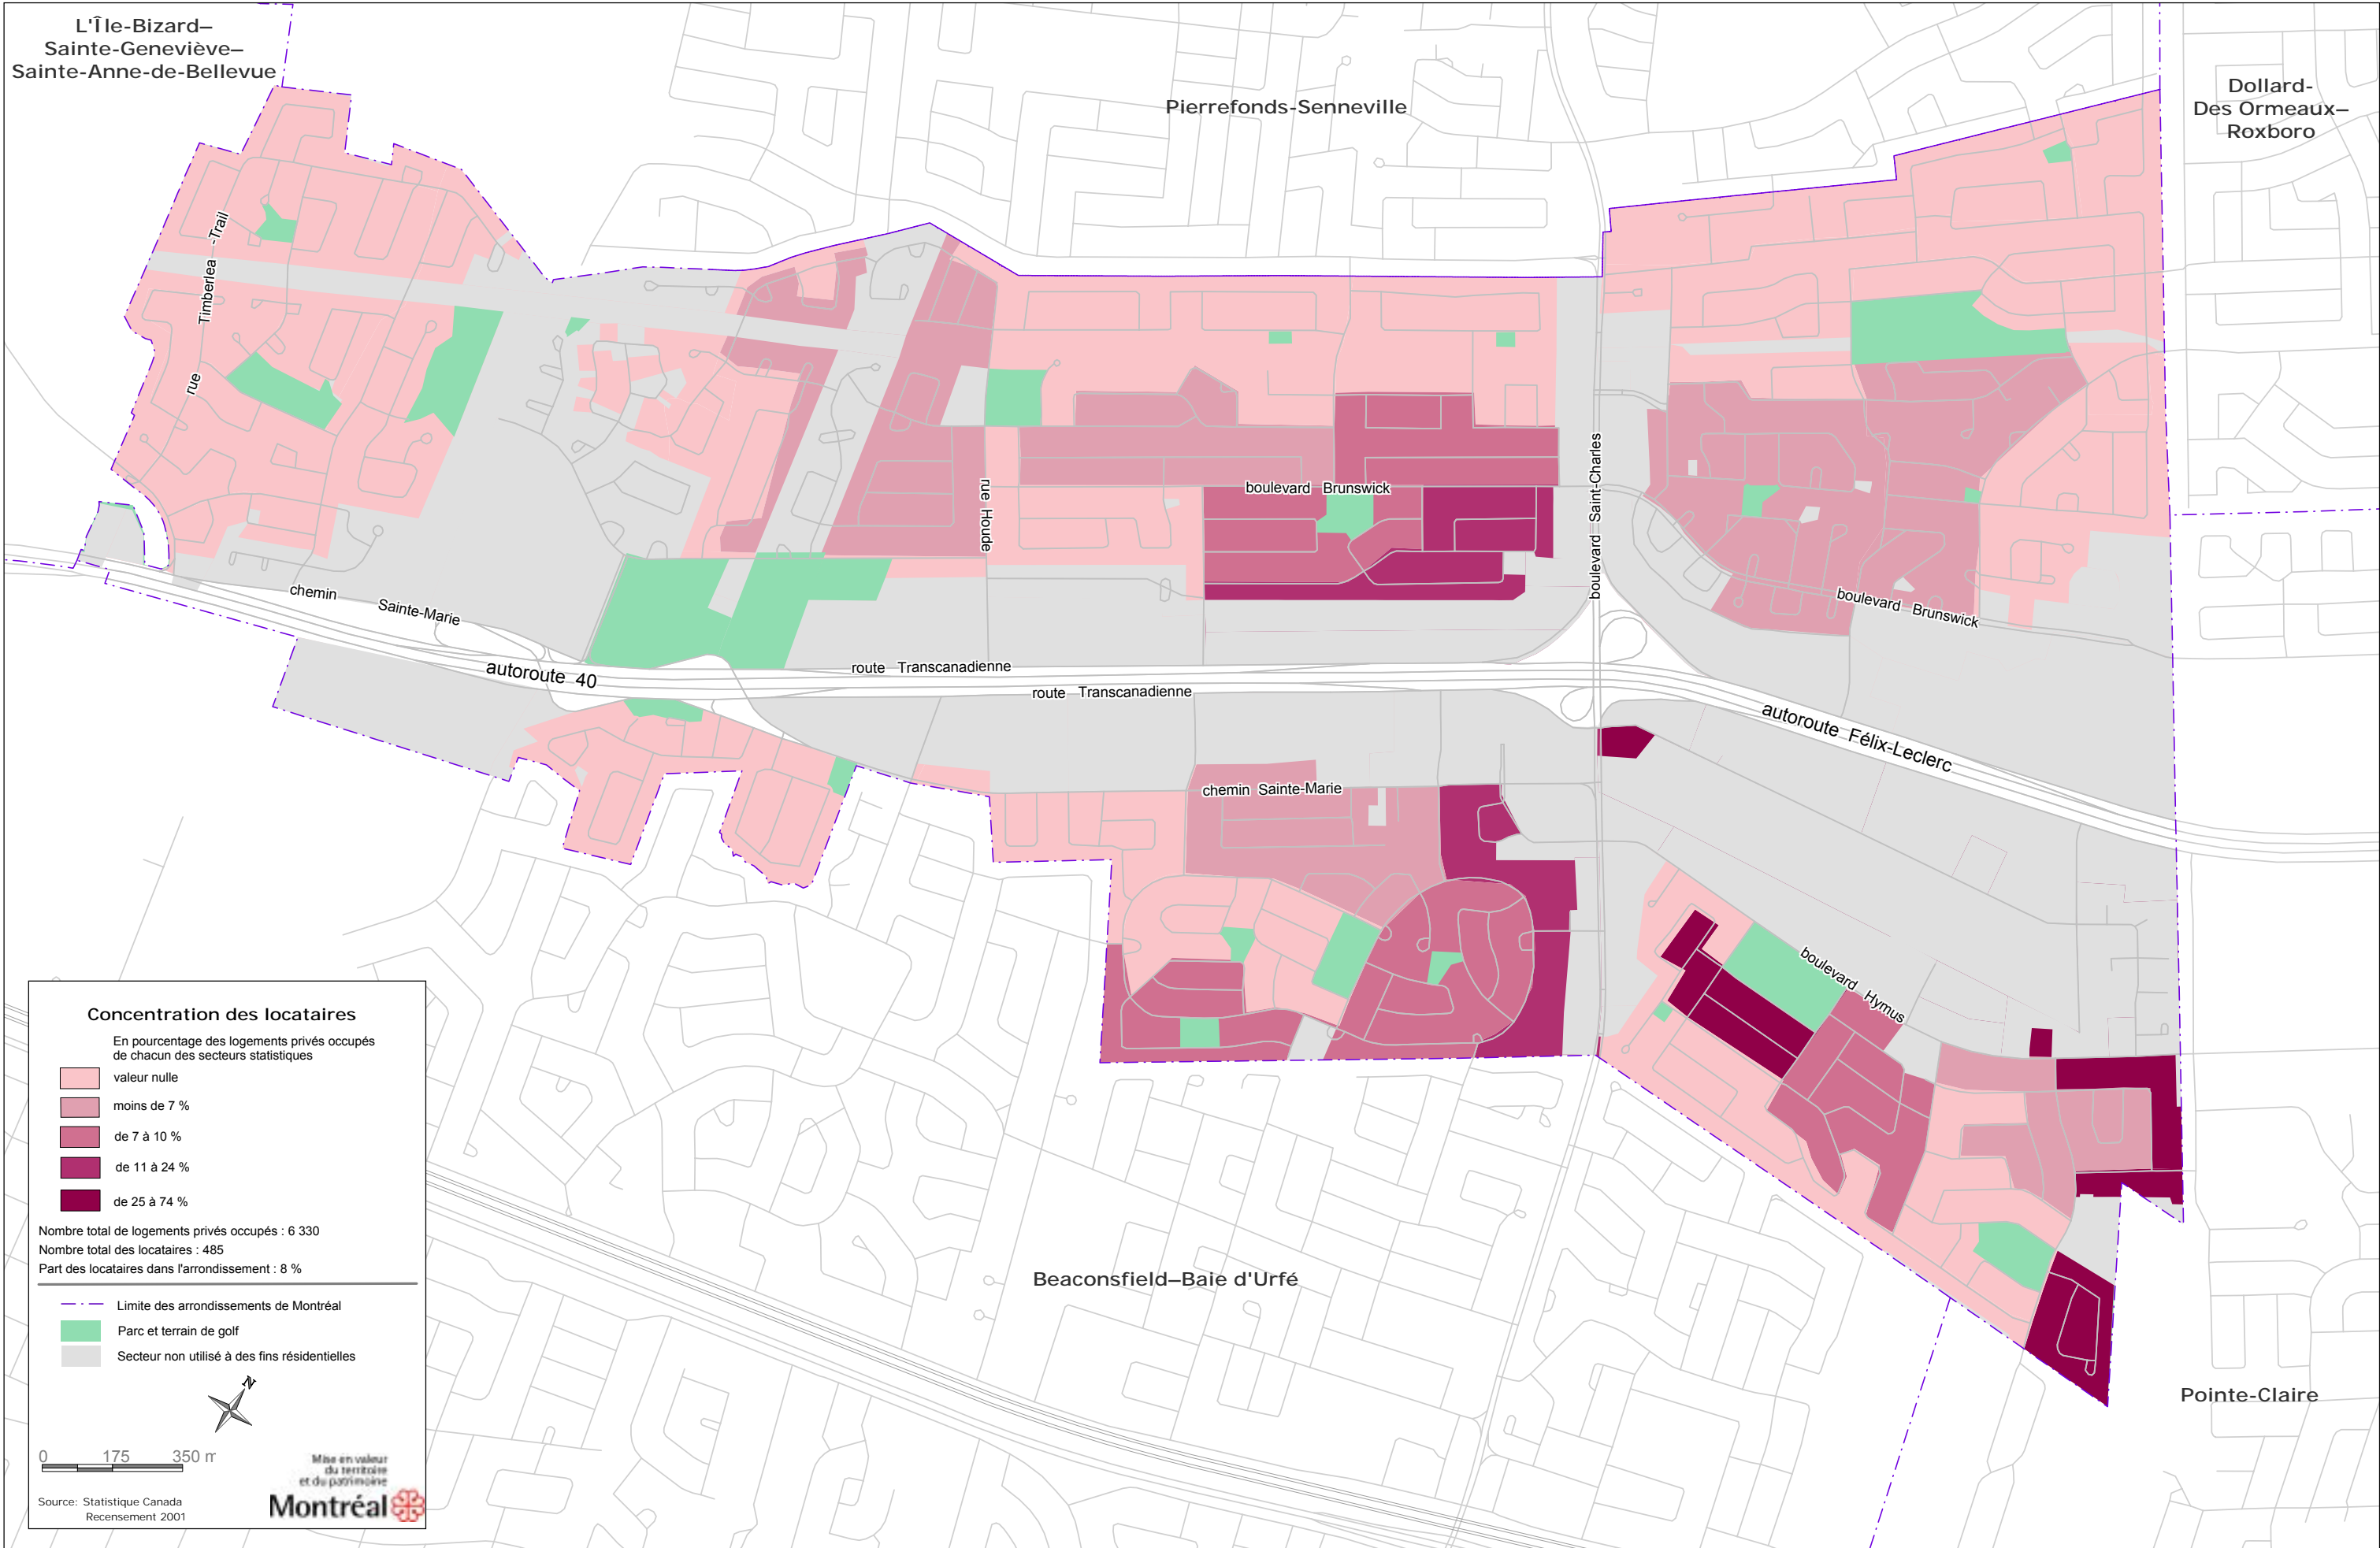 L'Île-Bizard–
Sainte-Geneviève–
Sainte-Anne-de-Bellevue
Pierrefonds-Senneville
Dollard-
Des Ormeaux–
Roxboro
rue Timberlea -Trail
rue Houde
boulevard Brunswick
boulevard Saint-Charles
boulevard Brunswick
chemin Sainte-Marie
autoroute 40
route Transcanadienne
route Transcanadienne
autoroute Félix-Leclerc
chemin Sainte-Marie
boulevard Hymus
Beaconsfield–Baie d'Urfé
Pointe-Claire
Concentration des locataires
En pourcentage des logements privés occupés
de chacun des secteurs statistiques
valeur nulle
moins de 7 %
de 7 à 10 %
de 11 à 24 %
de 25 à 74 %
Nombre total de logements privés occupés : 6 330
Nombre total des locataires : 485
Part des locataires dans l'arrondissement : 8 %
Limite des arrondissements de Montréal
Parc et terrain de golf
Secteur non utilisé à des fins résidentielles
N
0 175 350 m
Mise en valeur
du territoire
et du patrimoine
Montréal
Source: Statistique Canada
Recensement 2001